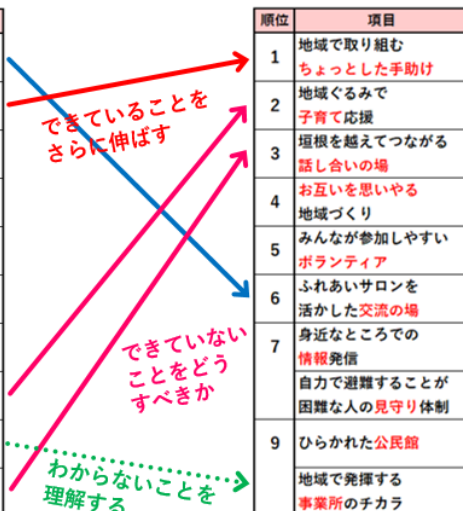 できていることを
さらに伸ばす
できていない
ことをどう
すべきか
わからないことを
理解する
順位 項目
1 地域で取り組む
ちょっとした手助け
2 地域ぐるみで
子育て応援
3 垣根を越えてつながる
話し合いの場
4 お互いを思いやる
地域づくり
5 みんなが参加しやすい
ボランティア
6 ふれあいサロンを
活かした交流の場
7 身近なところでの
情報発信
自力で避難することが
困難な人の見守り体制
9 ひらかれた公民館
地域で発揮する
事業所のチカラ